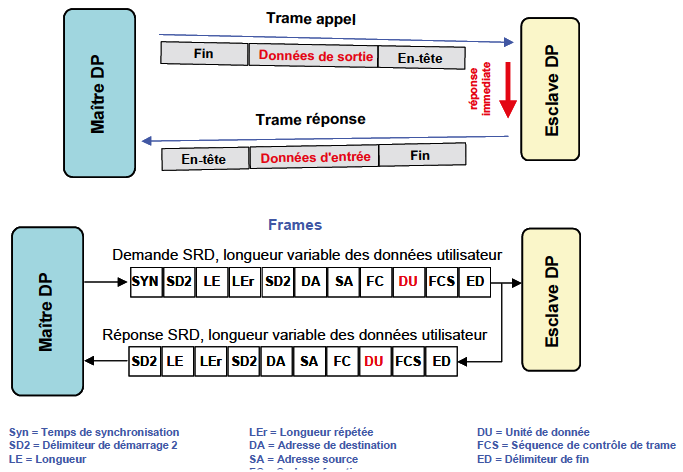 Maître DP
Trame appel
Fin Données de sortie En-tête
réponse immediate
Esclave DP
Trame réponse
En-tête Données d'entrée Fin
Frames
Maître DP
Demande SRD, longueur variable des données utilisateur
SYN SD2 LE LEr SD2 DA SA FC DU FCS ED
Réponse SRD, longueur variable des données utilisateur
SD2 LE LEr SD2 DA SA FC DU FCS ED
Esclave DP
Syn = Temps de synchronisation
SD2 = Délimiteur de démarrage 2
LE = Longueur
LEr = Longueur répétée
DA = Adresse de destination
SA = Adresse source
DU = Unité de donnée
FCS = Séquence de contrôle de trame
ED = Délimiteur de fin